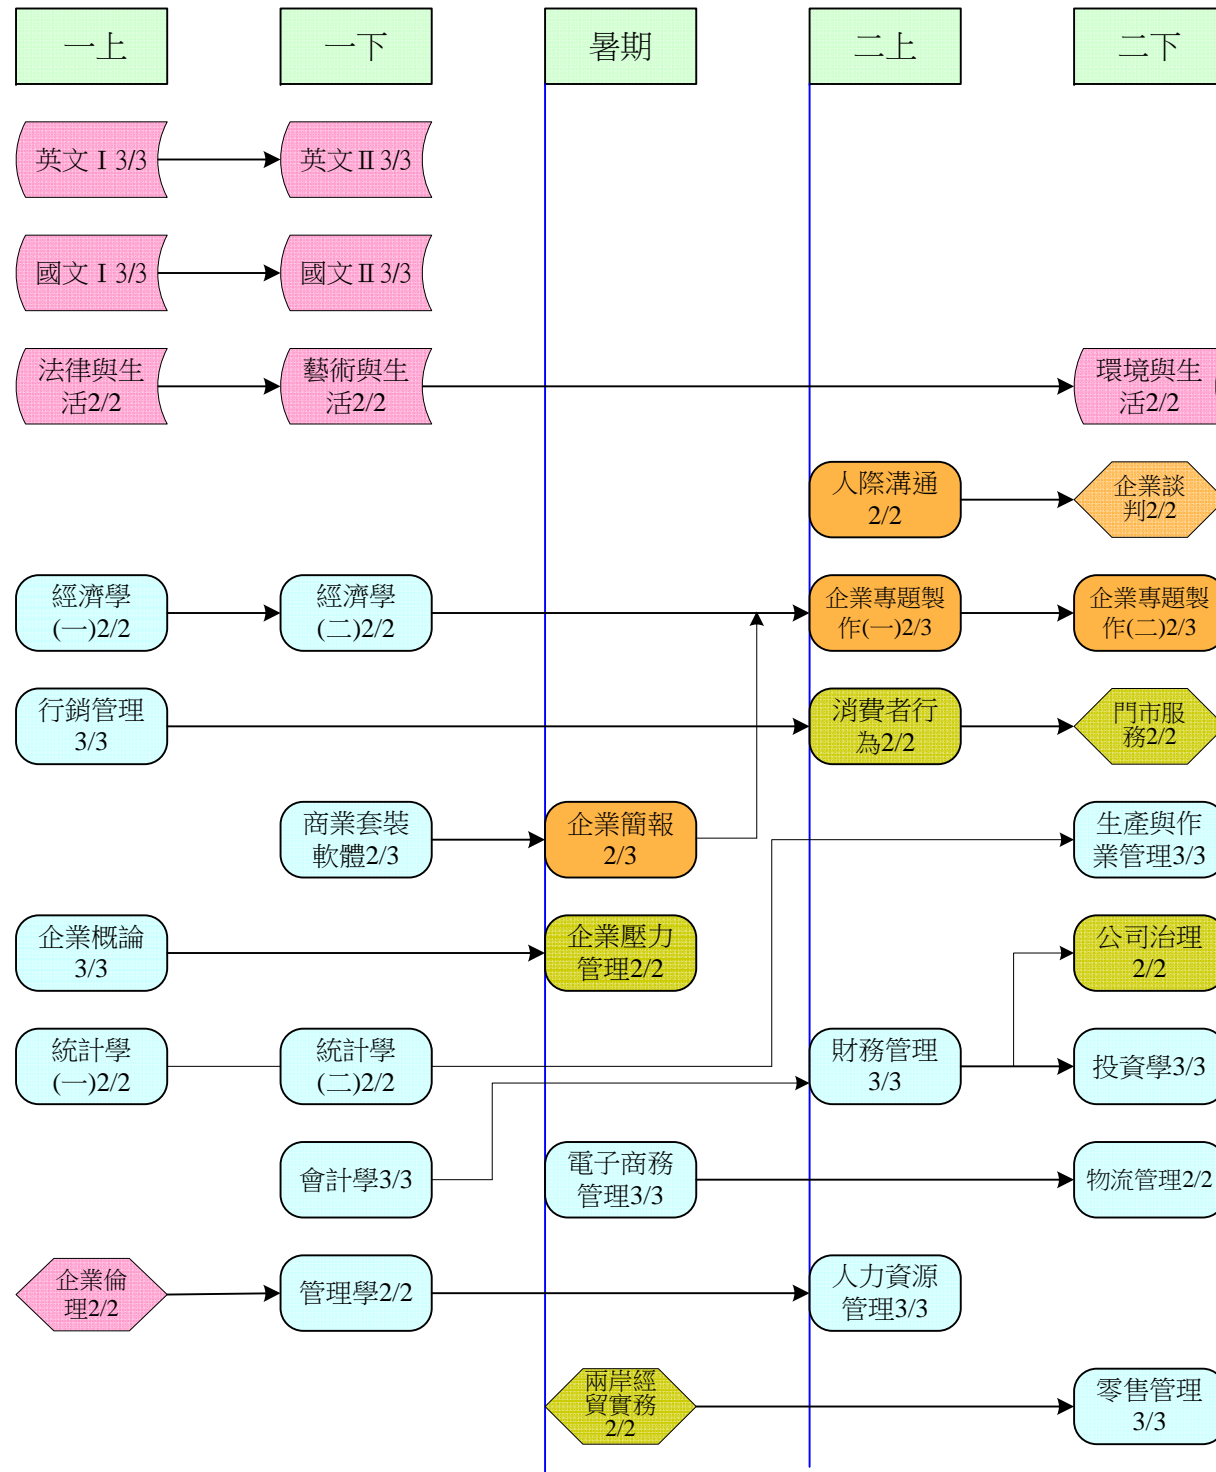 一上
一下
暑期
二上
二下
英文 I 3/3
英文 II 3/3
國文 I 3/3
國文 II 3/3
法律與生
活2/2
藝術與生
活2/2
環境與生
活2/2
人際溝通
2/2
企業談
判2/2
經濟學
(一)2/2
經濟學
(二)2/2
企業專題製
作(一)2/3
企業專題製
作(二)2/3
行銷管理
3/3
消費者行
為2/2
門市服
務2/2
商業套裝
軟體2/3
企業簡報
2/3
生產與作
業管理3/3
企業概論
3/3
企業壓力
管理2/2
公司治理
2/2
統計學
(一)2/2
統計學
(二)2/2
財務管理
3/3
投資學3/3
會計學3/3
電子商務
管理3/3
物流管理2/2
企業倫
理2/2
管理學2/2
人力資源
管理3/3
兩岸經
貿實務
2/2
零售管理
3/3